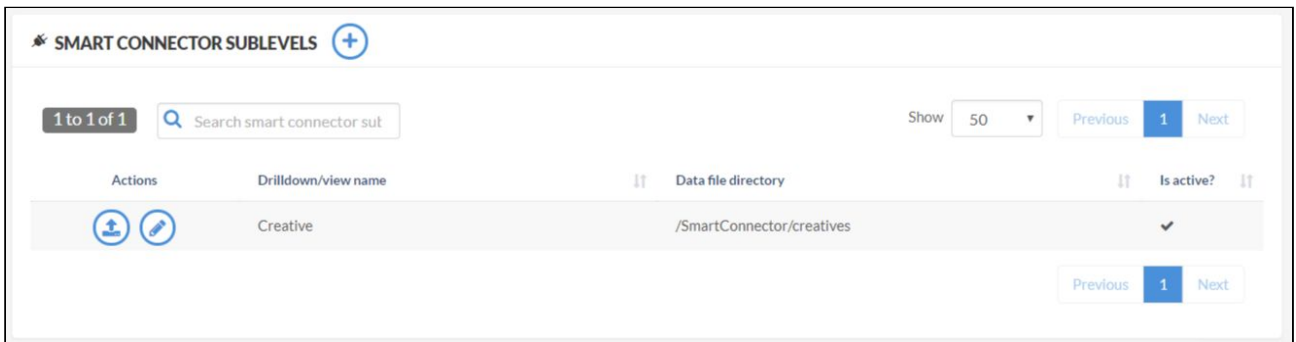 SMART CONNECTOR SUBLEVELS
1 to 1 of 1 Search smart connector sut Show 50 Previous 1 Next
Actions Drilldown/view name Data file directory Is active?
Creative /SmartConnector/creatives
Previous 1 Next